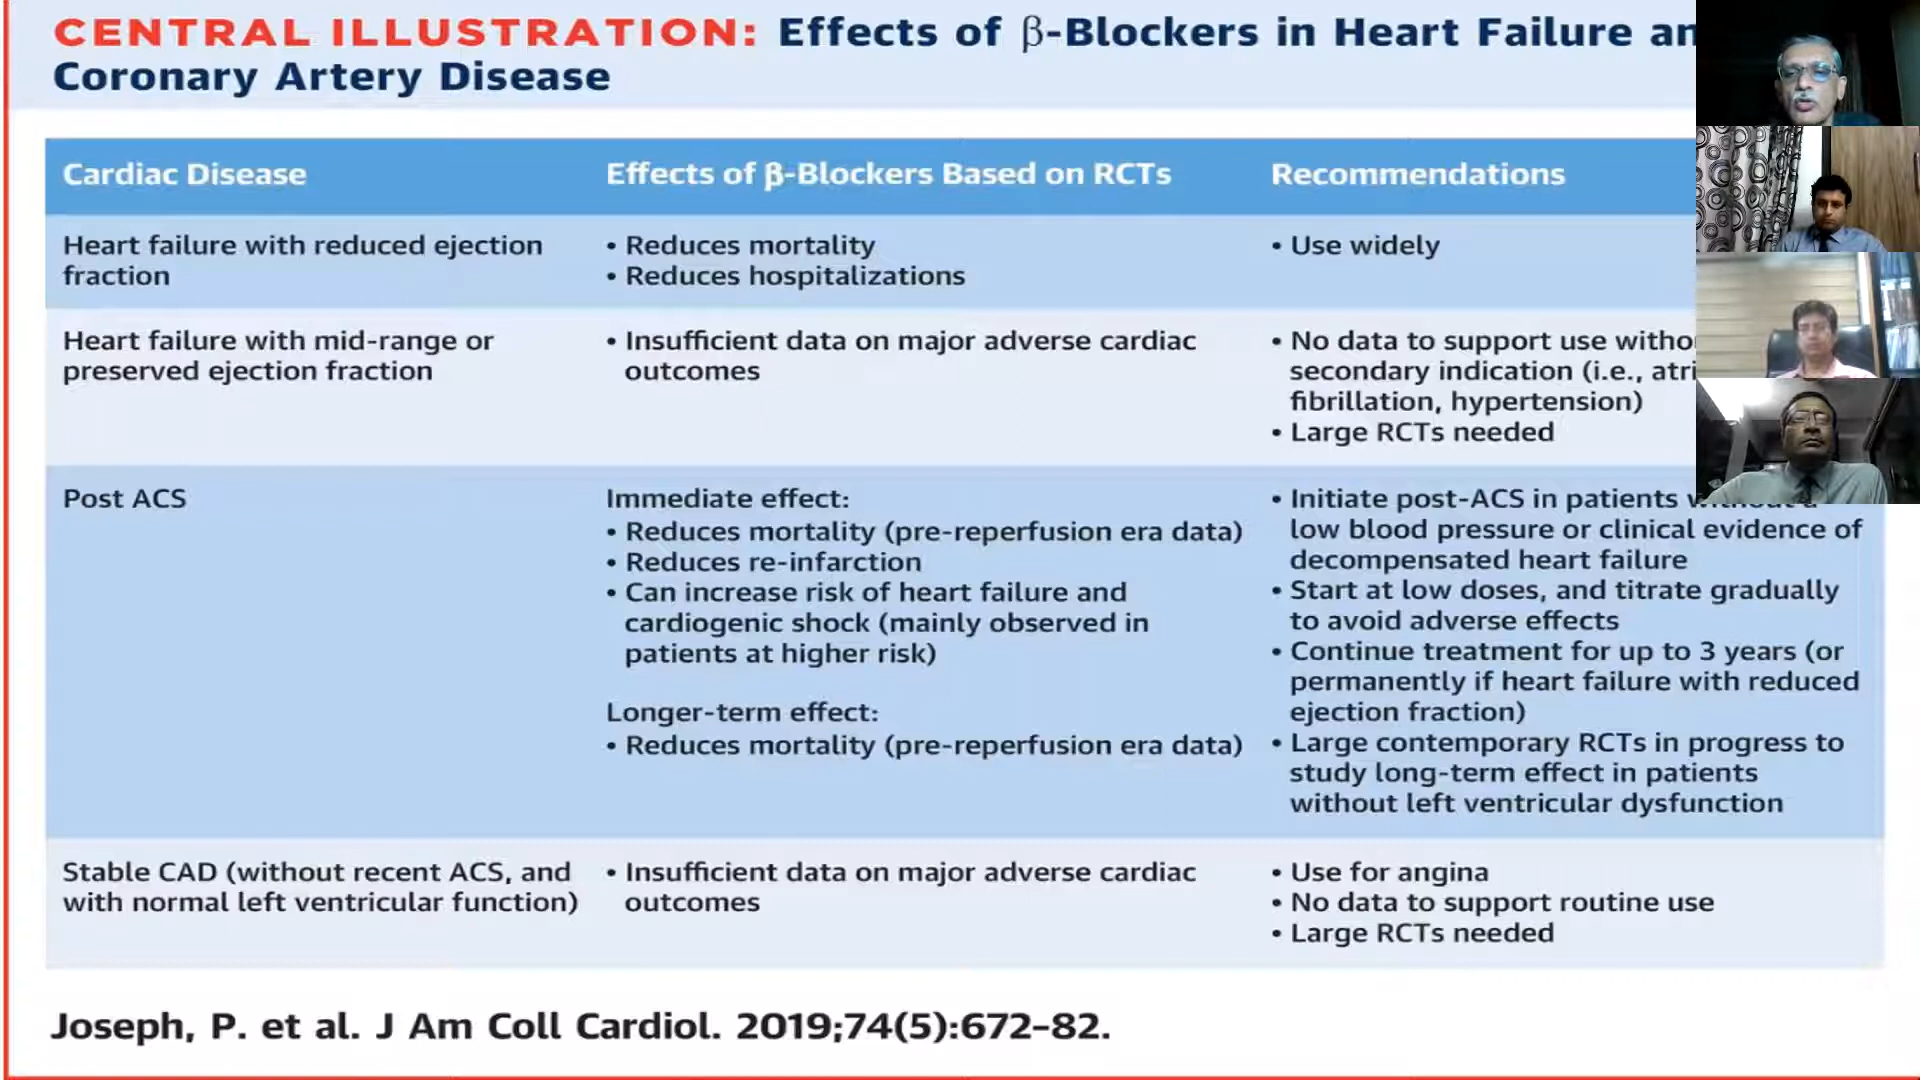 CENTRAL ILLUSTRATION: Effects of β-Blockers in Heart Failure an
Coronary Artery Disease
Cardiac Disease
Effects of β-Blockers Based on RCTs
Recommendations
Heart failure with reduced ejection
fraction
• Reduces mortality
• Reduces hospitalizations
• Use widely
Heart failure with mid-range or
preserved ejection fraction
• Insufficient data on major adverse cardiac
outcomes
• No data to support use witho
secondary indication (i.e., atri
fibrillation, hypertension)
• Large RCTs needed
Post ACS
Immediate effect:
• Reduces mortality (pre-reperfusion era data)
• Reduces re-infarction
• Can increase risk of heart failure and
cardiogenic shock (mainly observed in
patients at higher risk)
Longer-term effect:
• Reduces mortality (pre-reperfusion era data)
• Initiate post-ACS in patients without a
low blood pressure or clinical evidence of
decompensated heart failure
• Start at low doses, and titrate gradually
to avoid adverse effects
• Continue treatment for up to 3 years (or
permanently if heart failure with reduced
ejection fraction)
• Large contemporary RCTs in progress to
study long-term effect in patients
without left ventricular dysfunction
Stable CAD (without recent ACS, and
with normal left ventricular function)
• Insufficient data on major adverse cardiac
outcomes
• Use for angina
• No data to support routine use
• Large RCTs needed
Joseph, P. et al. J Am Coll Cardiol. 2019;74(5):672–82.